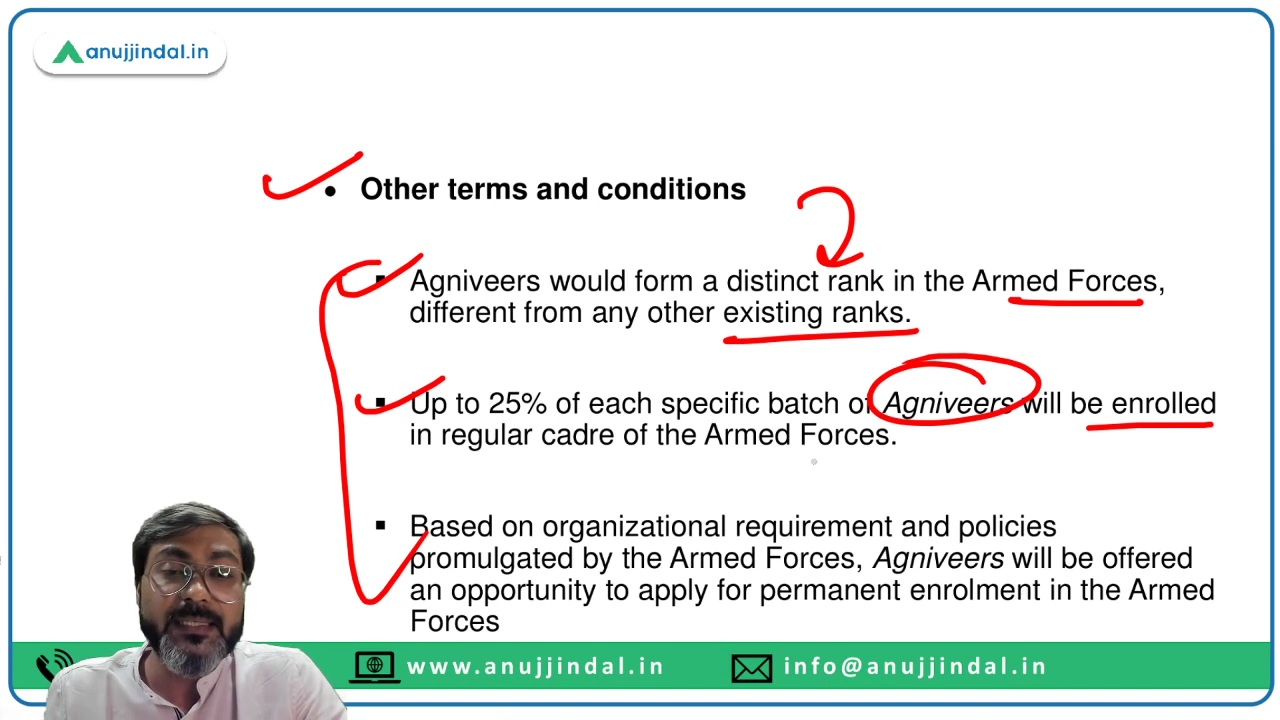 anujjindal.in
Other terms and conditions
Agniveers would form a distinct rank in the Armed Forces,
different from any other existing ranks.
Up to 25% of each specific batch of Agniveers will be enrolled
in regular cadre of the Armed Forces.
Based on organizational requirement and policies
promulgated by the Armed Forces, Agniveers will be offered
an opportunity to apply for permanent enrolment in the Armed
Forces
www.anujjindal.in
info@anujjindal.in